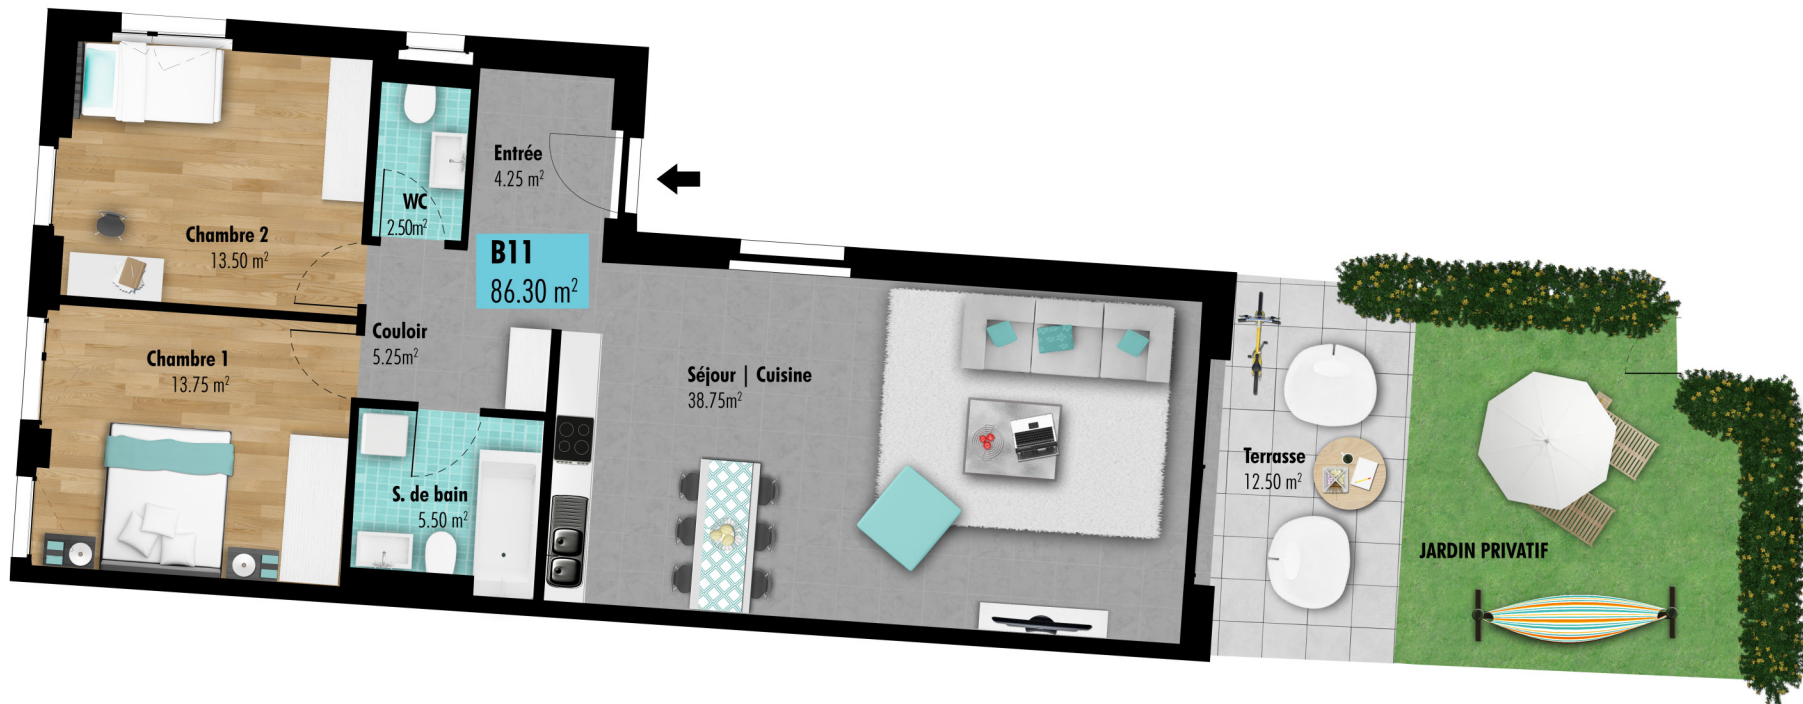 Entrée
4.25 m²
WC
2.50m²
Chambre 2
13.50 m²
B11
86.30 m²
Couloir
5.25m²
Chambre 1
13.75 m²
Séjour | Cuisine
38.75m²
S. de bain
5.50 m²
Terrasse
12.50 m²
JARDIN PRIVATIF